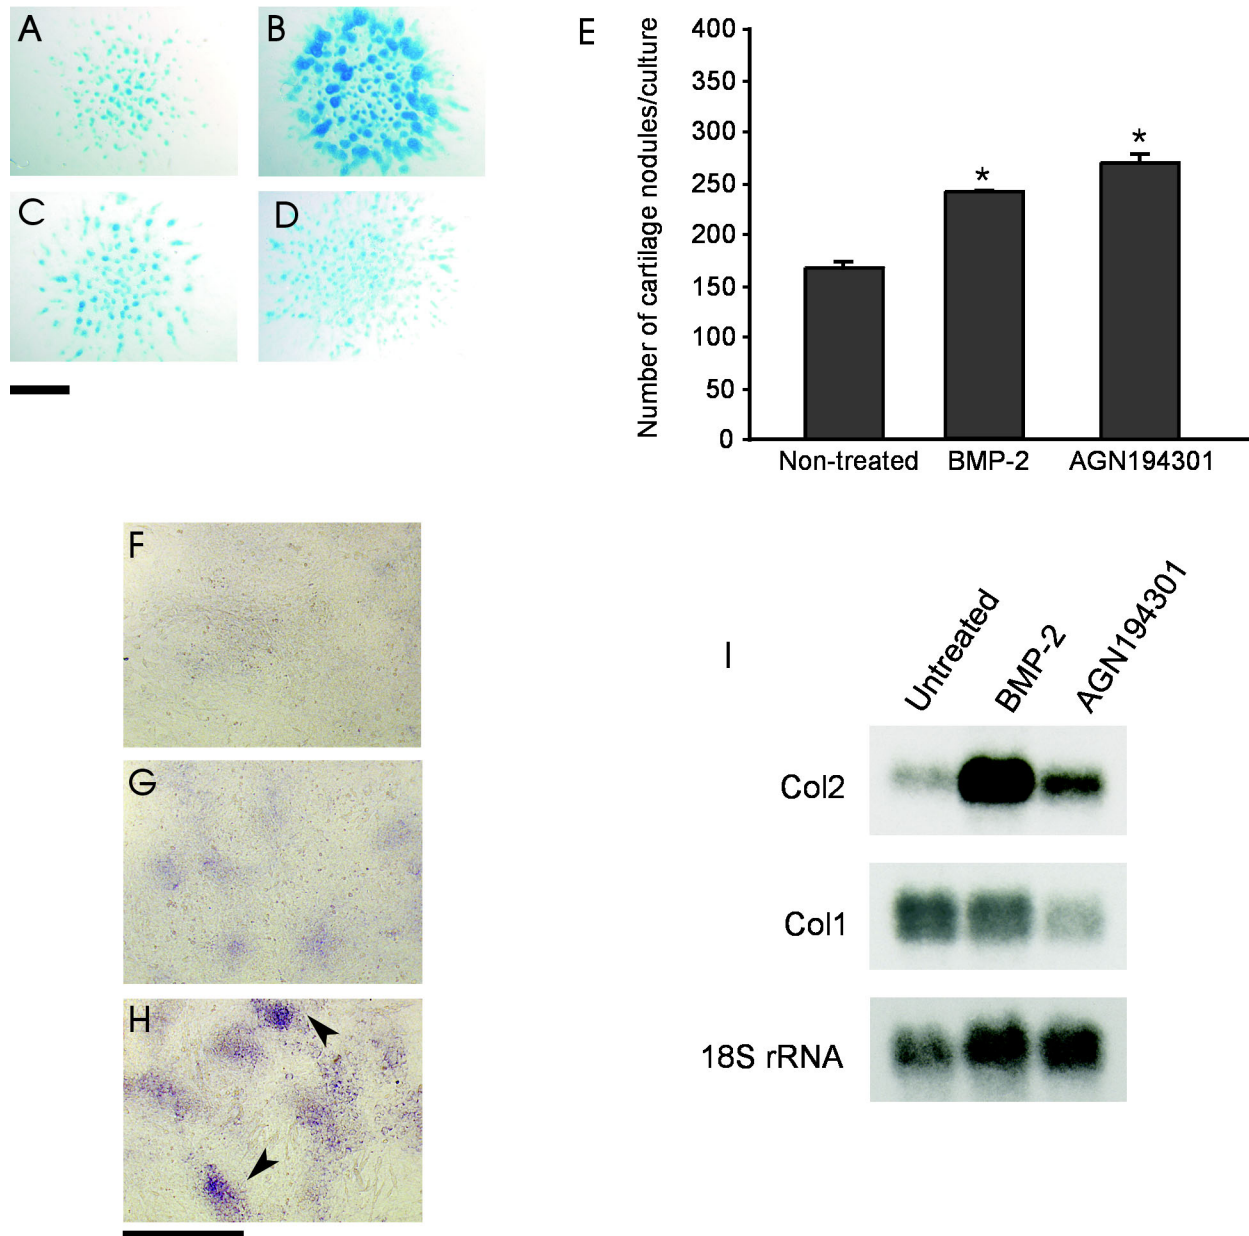 A
B
C
D
E
Number of cartilage nodules/culture
400
350
300
250
200
150
100
50
0
*
*
Non-treated BMP-2 AGN194301
F
G
H
I
Untreated
BMP-2
AGN194301
Col2
Col1
18S rRNA